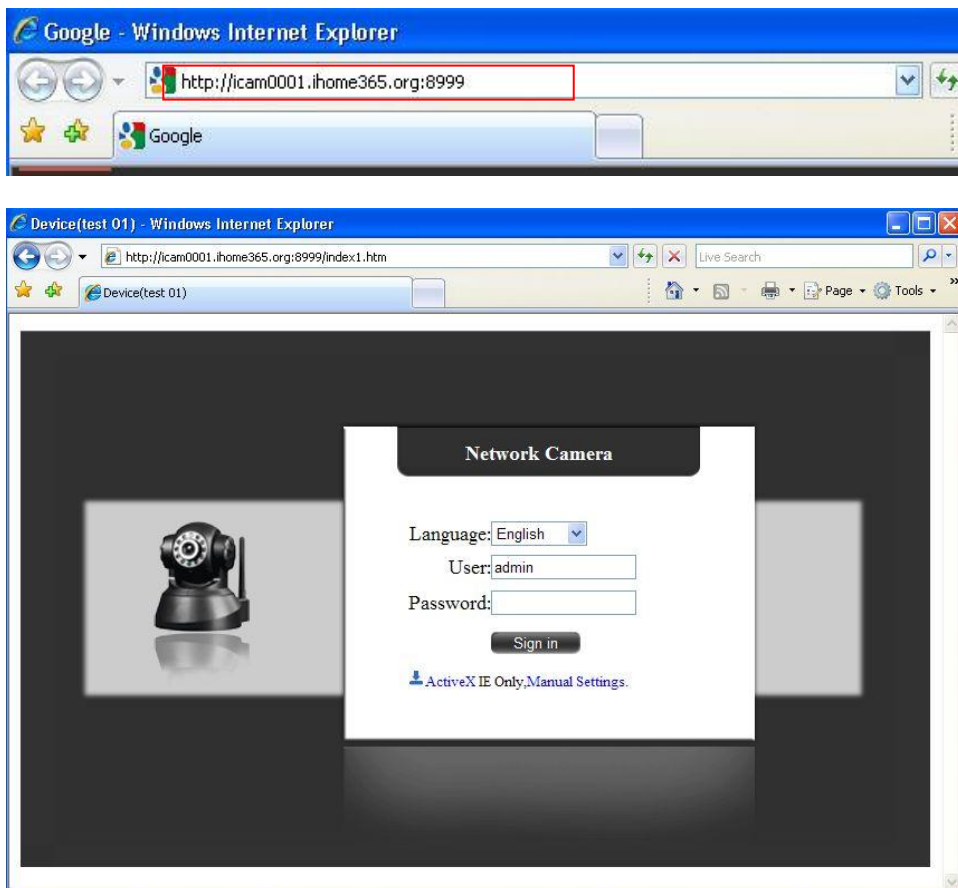 Google - Windows Internet Explorer
http://icam0001.ihome365.org:8999
Google
Device(test 01) - Windows Internet Explorer
http://icam0001.ihome365.org:8999/index1.htm
Live Search
Device(test 01)
Page
Tools
Network Camera
Language: English
User: admin
Password:
Sign in
ActiveX IE Only,Manual Settings.